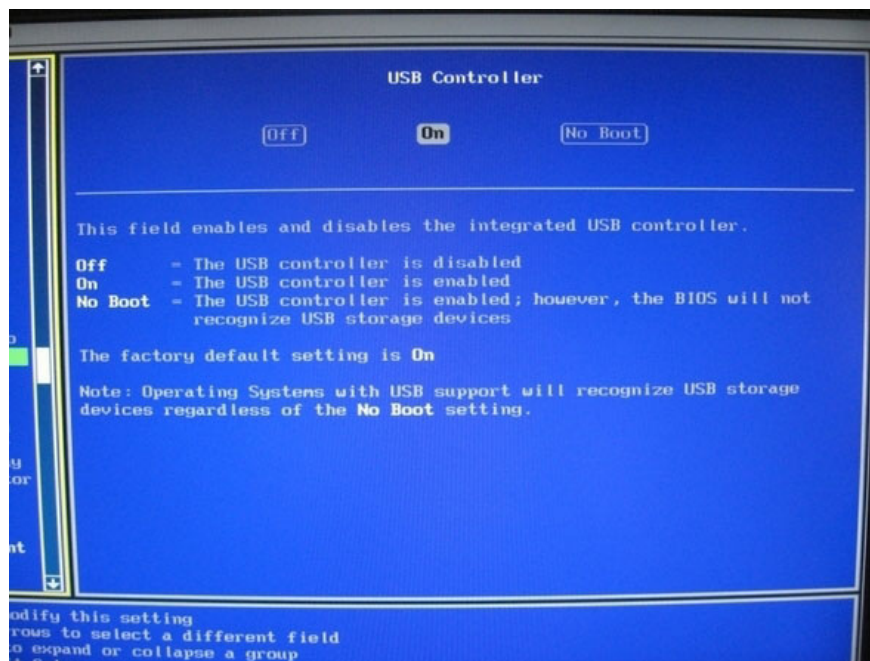 USB Controller
Off On No Boot
This field enables and disables the integrated USB controller.
Off = The USB controller is disabled
On = The USB controller is enabled
No Boot = The USB controller is enabled; however, the BIOS will not
recognize USB storage devices
The factory default setting is On
Note: Operating Systems with USB support will recognize USB storage
devices regardless of the No Boot setting.
odify this setting
rows to select a different field
o expand or collapse a group